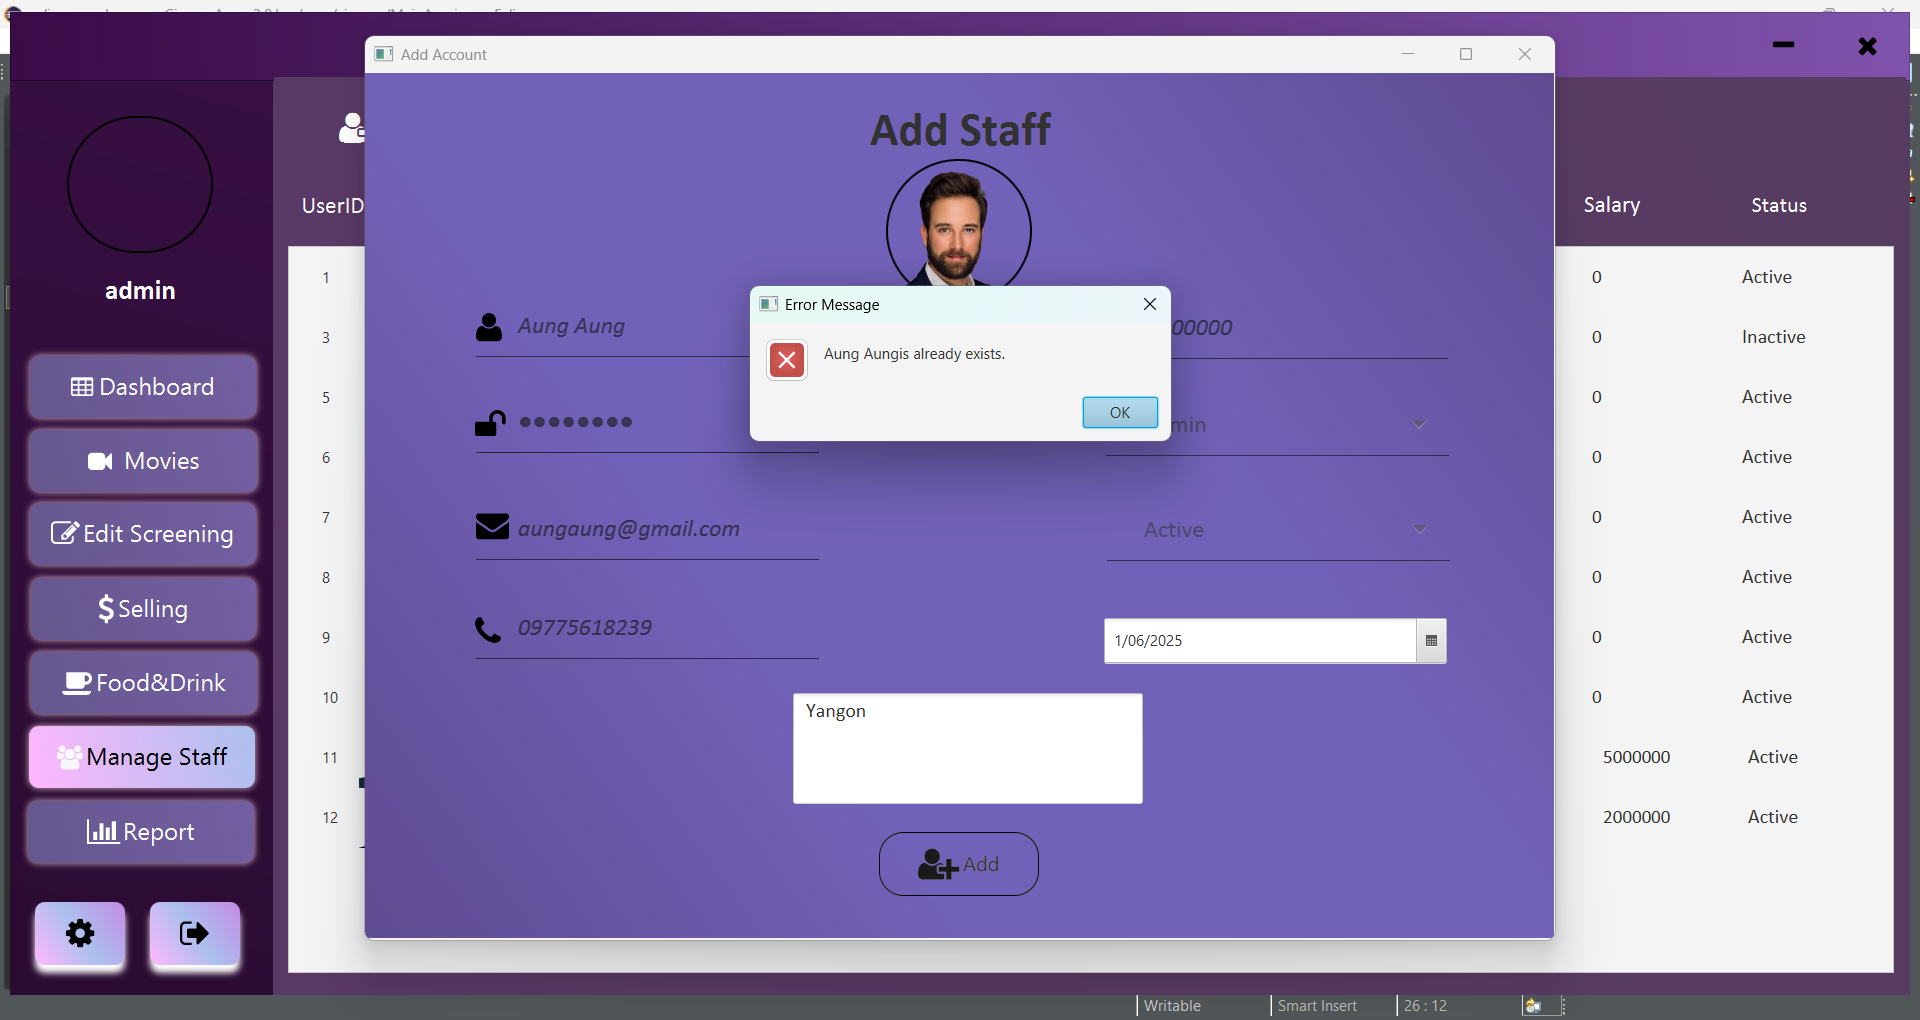 Add Account
Add Staff
UserID
Salary
Status
admin
Dashboard
Movies
Edit Screening
Selling
Food&Drink
Manage Staff
Report
1
0
Active
3
0
Inactive
5
0
Active
6
0
Active
7
0
Active
8
0
Active
9
0
Active
10
0
Active
11
5000000
Active
12
2000000
Active
Aung Aung
00000
Error Message
Aung Aungis already exists.
OK
min
aungaung@gmail.com
Active
09775618239
1/06/2025
Yangon
Add
Writable
Smart Insert
26 : 12